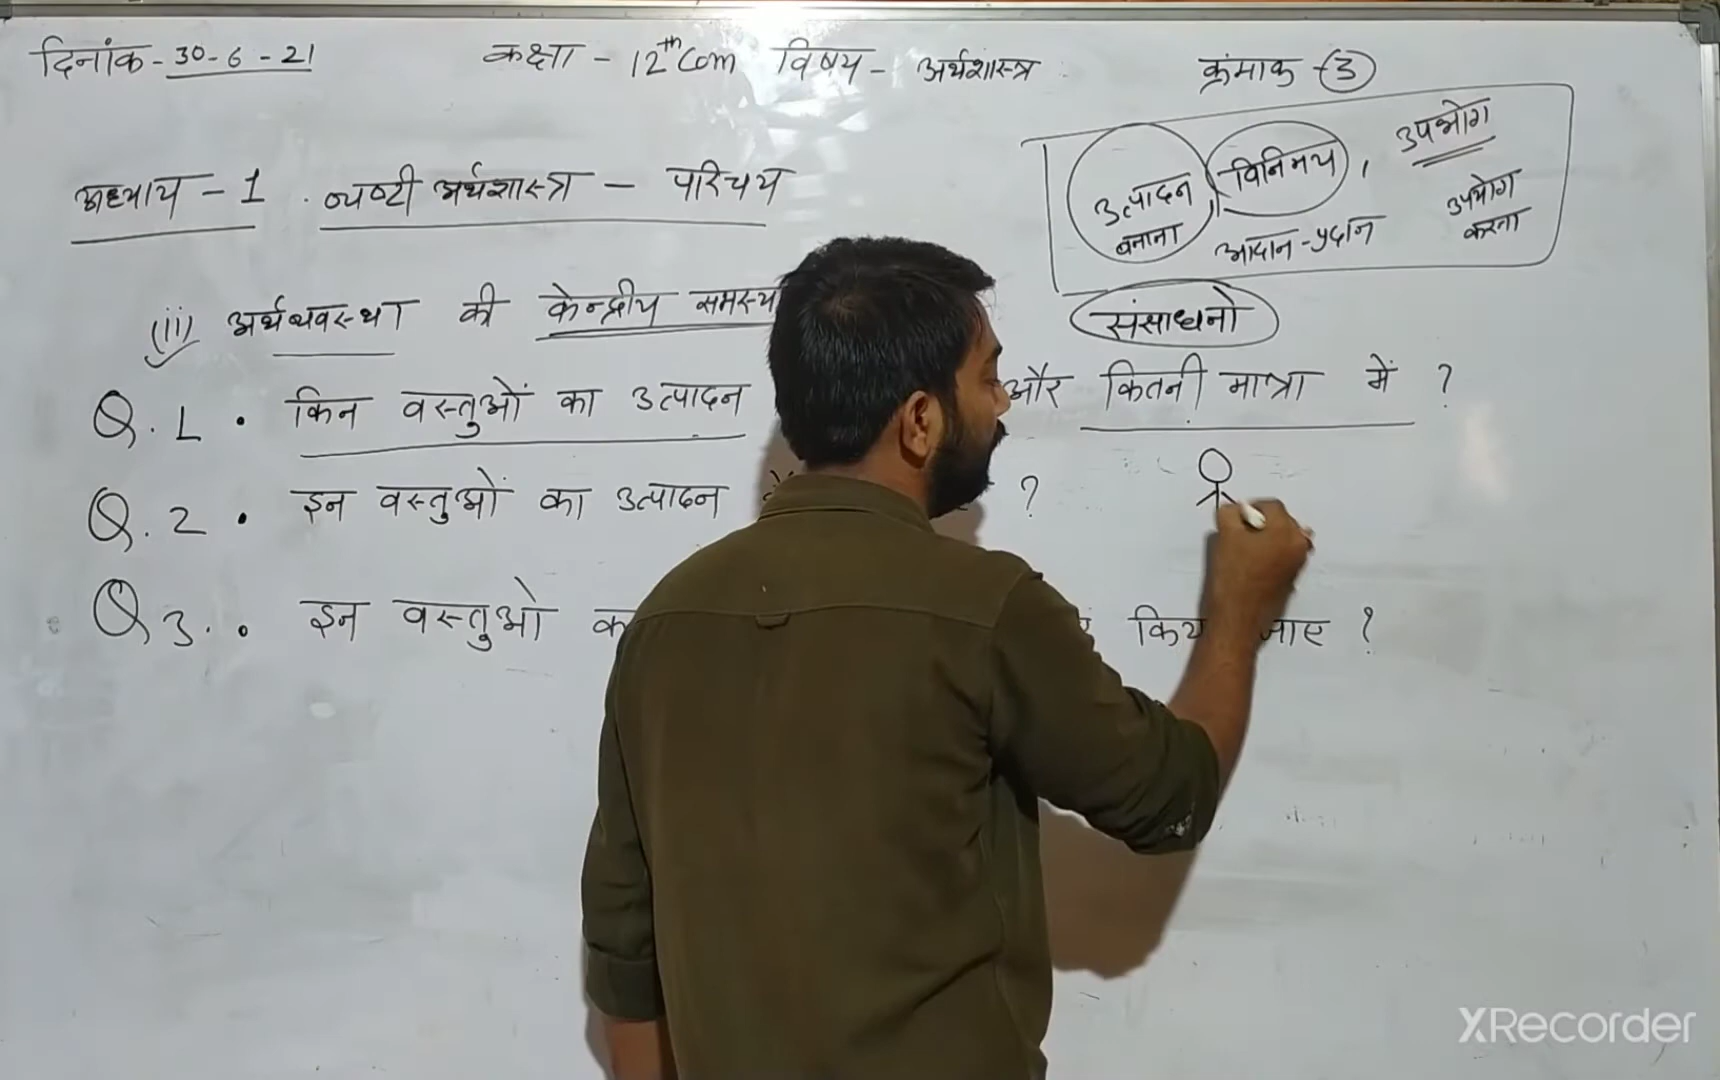 दिनांक - 30-6-21 कक्षा - 12th Com विषय - अर्थशास्त्र क्रंमाक - 3
अध्याय - 1 . व्यष्टी अर्थशास्त्र - परिचय
उत्पादन, विनिमय, उपभोग
बनाना आदान-प्रदान उपभोग करना
(ii) अर्थव्यवस्था की केन्द्रीय संसाधनो
Q.1. किन वस्तुओं का उत्पादन और कितनी मात्रा में ?
Q.2. इन वस्तुओं का उत्पादन ?
Q3.. इन वस्तुओ जाए ?
XRecorder